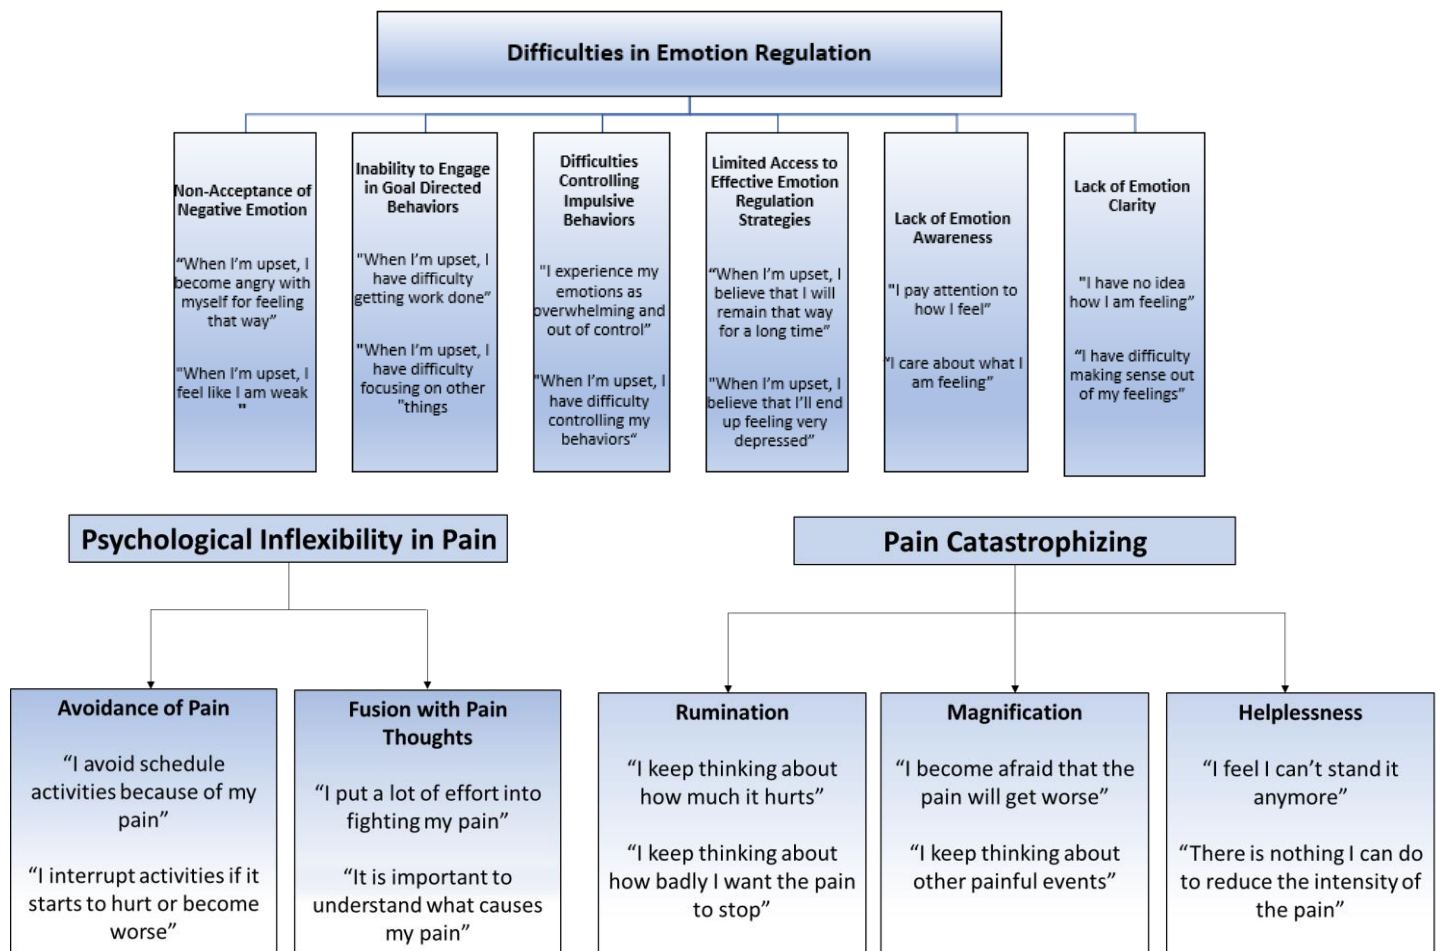 Difficulties in Emotion Regulation
Non-Acceptance of
Negative Emotion
“When I’m upset, I
become angry with
myself for feeling
that way”
"When I’m upset, I
feel like I am weak
"
Inability to Engage
in Goal Directed
Behaviors
"When I’m upset, I
have difficulty
getting work done”
"When I’m upset, I
have difficulty
focusing on other
"things
Difficulties
Controlling
Impulsive
Behaviors
"I experience my
emotions as
overwhelming and
out of control”
"When I’m upset, I
have difficulty
controlling my
behaviors“
Limited Access to
Effective Emotion
Regulation
Strategies
“When I’m upset, I
believe that I will
remain that way
for a long time”
"When I’m upset, I
believe that I’ll end
up feeling very
depressed”
Lack of Emotion
Awareness
"I pay attention to
how I feel”
“I care about what I
am feeling”
Lack of Emotion
Clarity
"I have no idea
how I am feeling”
“I have difficulty
making sense out
of my feelings”
Psychological Inflexibility in Pain
Avoidance of Pain
“I avoid schedule
activities because of my
pain”
“I interrupt activities if it
starts to hurt or become
worse”
Fusion with Pain
Thoughts
“I put a lot of effort into
fighting my pain”
“It is important to
understand what causes
my pain”
Pain Catastrophizing
Rumination
“I keep thinking about
how much it hurts”
“I keep thinking about
how badly I want the pain
to stop”
Magnification
“I become afraid that the
pain will get worse”
“I keep thinking about
other painful events”
Helplessness
“I feel I can’t stand it
anymore”
“There is nothing I can do
to reduce the intensity of
the pain”